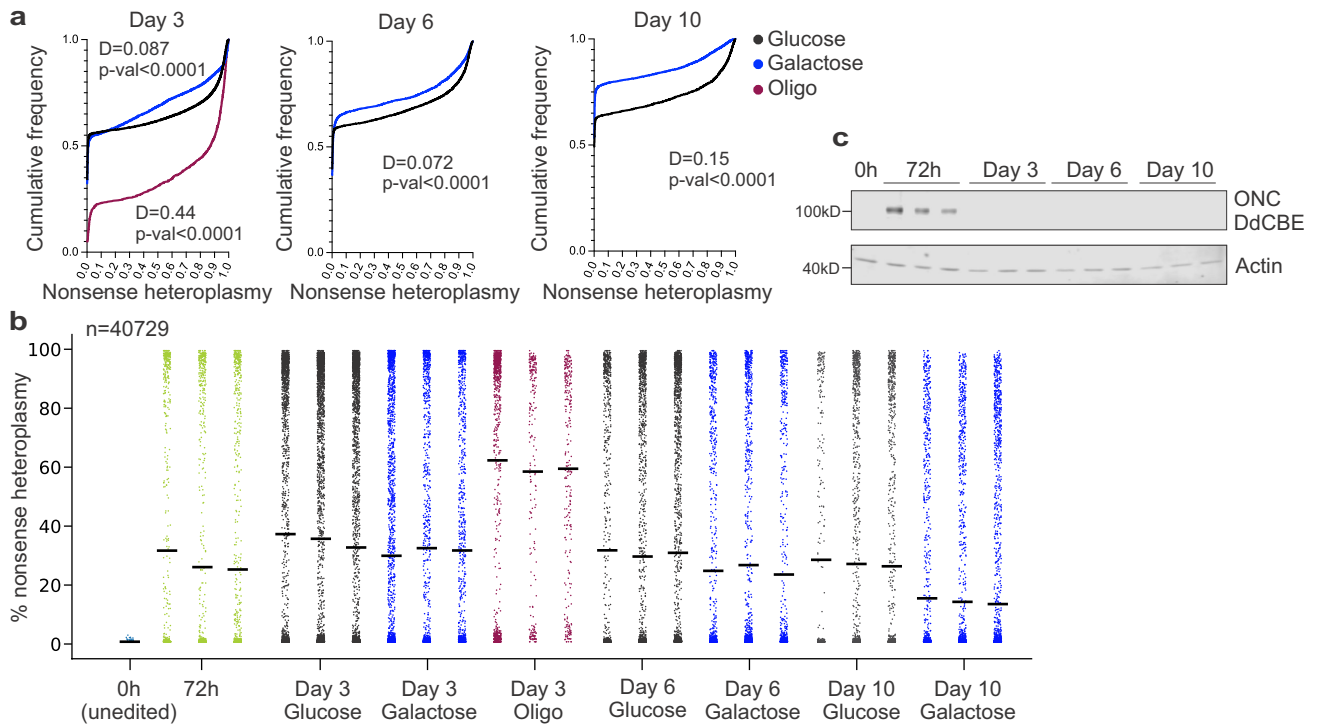 a
Day 3
Day 6
Day 10
Glucose
Galactose
Oligo
Cumulative frequency
1.0
0.5
0.0
D=0.087
p-val<0.0001
D=0.44
p-val<0.0001
0.0 0.1 0.2 0.3 0.4 0.5 0.6 0.7 0.8 0.9 1.0
Nonsense heteroplasmy
Cumulative frequency
1.0
0.5
0.0
D=0.072
p-val<0.0001
0.0 0.1 0.2 0.3 0.4 0.5 0.6 0.7 0.8 0.9 1.0
Nonsense heteroplasmy
Cumulative frequency
1.0
0.5
0.0
D=0.15
p-val<0.0001
0.0 0.1 0.2 0.3 0.4 0.5 0.6 0.7 0.8 0.9 1.0
Nonsense heteroplasmy
c
0h 72h Day 3 Day 6 Day 10
100kD
ONC
DdCBE
40kD
Actin
b
n=40729
% nonsense heteroplasmy
100
80
60
40
20
0
0h 72h Day 3 Day 3 Day 3 Day 6 Day 6 Day 10 Day 10
(unedited) Glucose Galactose Oligo Glucose Galactose Glucose Galactose